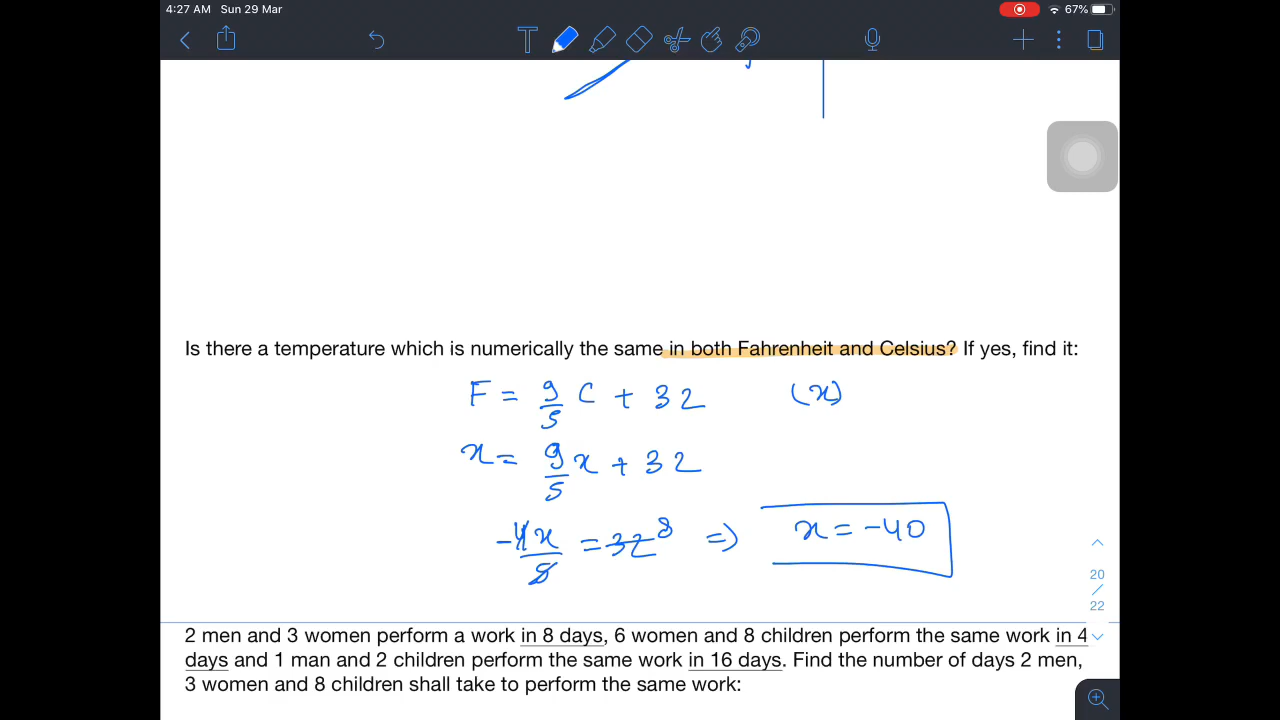 4:27 AM Sun 29 Mar 67%
T
Is there a temperature which is numerically the same in both Fahrenheit and Celsius? If yes, find it:
F = 9/5 C + 32 (x)
x = 9/5 x + 32
-4x/5 = 32 8 => x = -40
20
/
22
2 men and 3 women perform a work in 8 days, 6 women and 8 children perform the same work in 4
days and 1 man and 2 children perform the same work in 16 days. Find the number of days 2 men,
3 women and 8 children shall take to perform the same work: